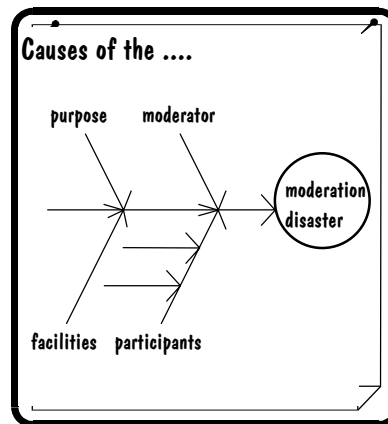 Causes of the ....
purpose
moderator
moderation
disaster
facilities
participants